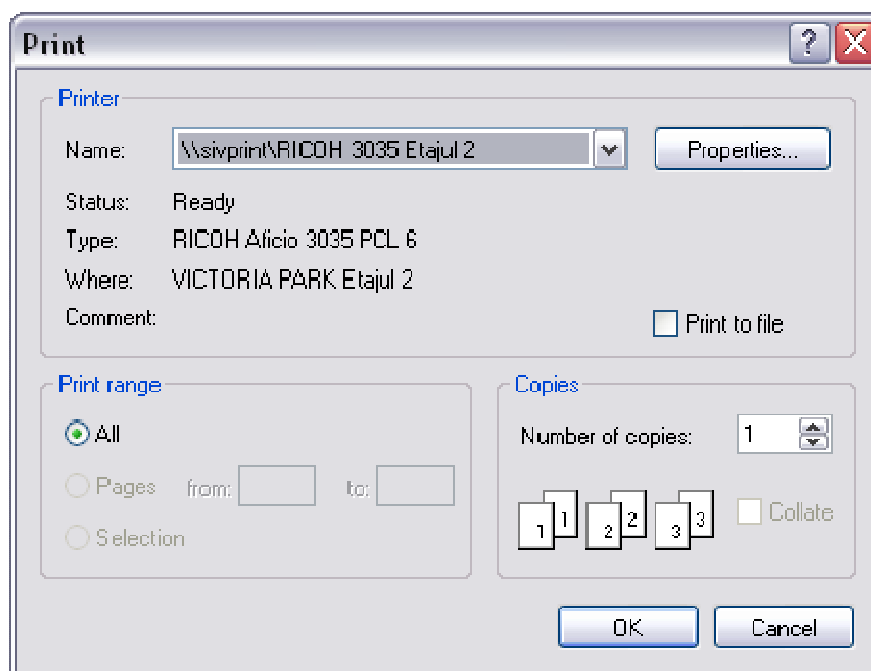 Print
Printer
Name: \\sivprint\RICOH 3035 Etajul 2 Properties...
Status: Ready
Type: RICOH Aficio 3035 PCL 6
Where: VICTORIA PARK Etajul 2
Comment: Print to file
Print range
All
Pages from: to:
Selection
Copies
Number of copies: 1
1 1 2 2 3 3 Collate
OK Cancel